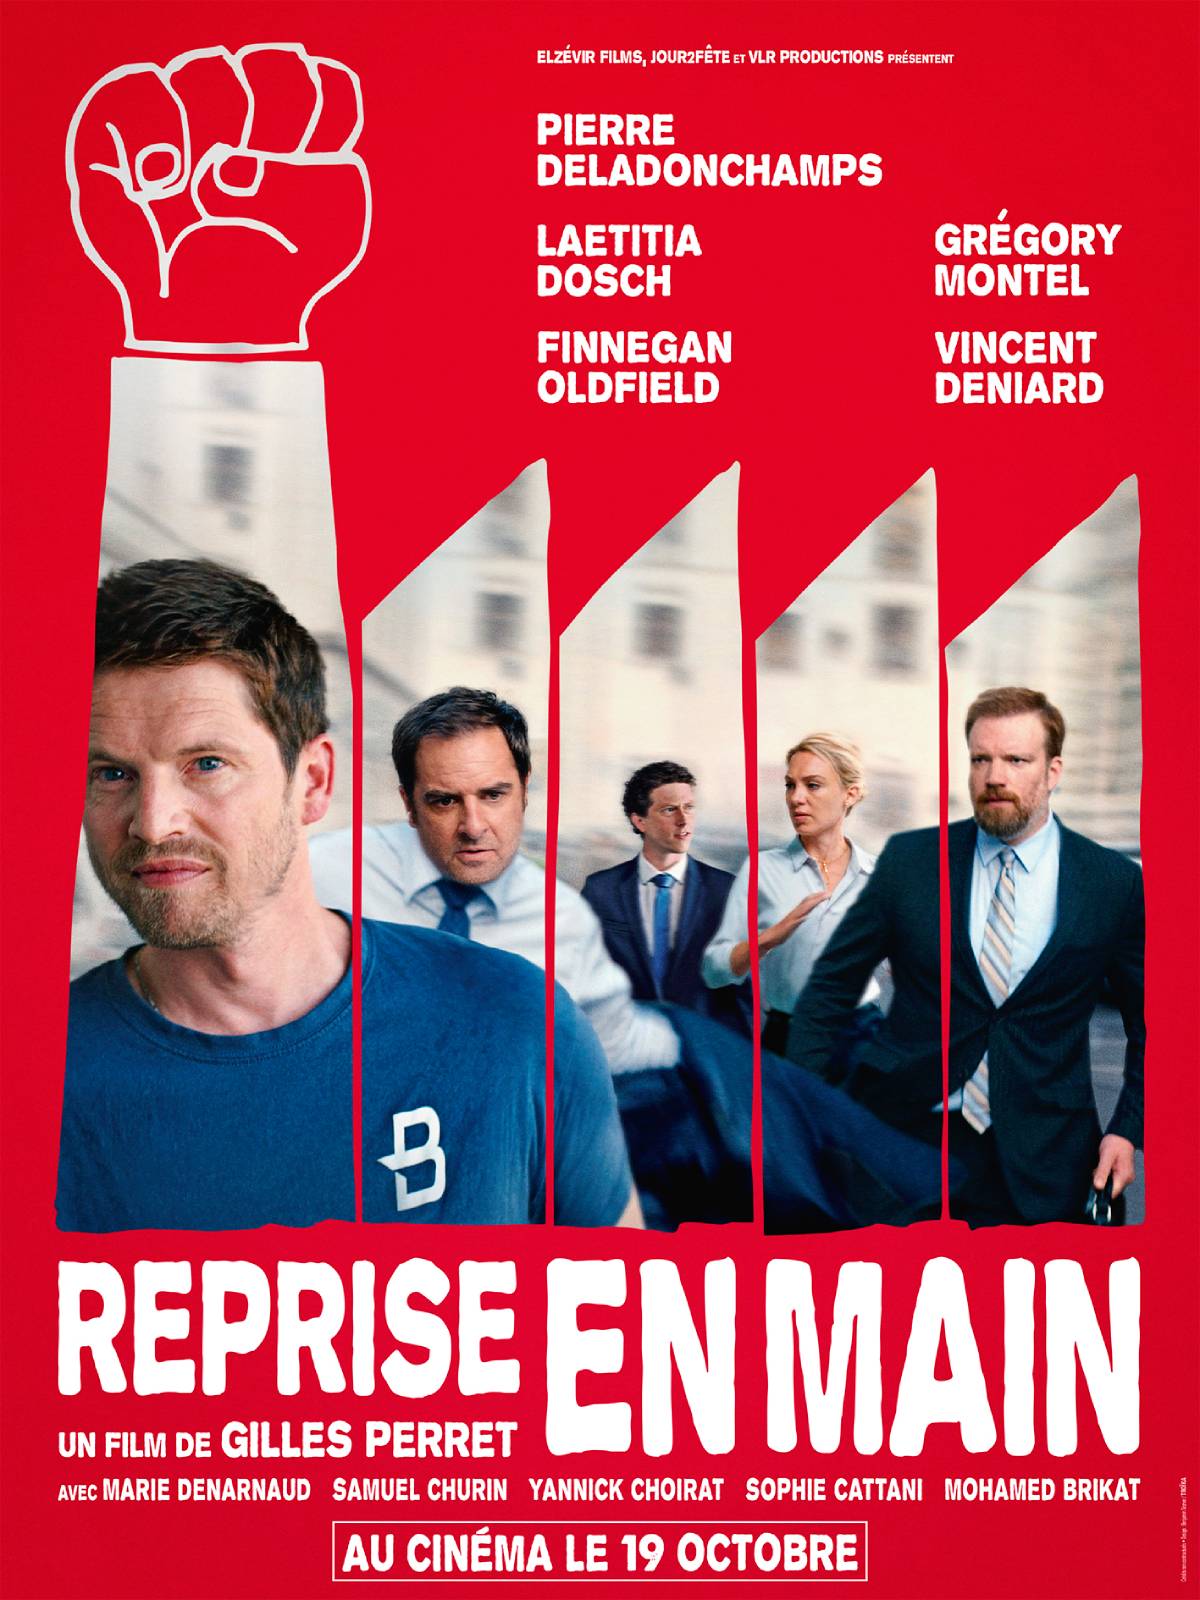 ELZÉVIR FILMS, JOUR2FÊTE ET VLR PRODUCTIONS PRÉSENTENT
PIERRE
DELADONCHAMPS
LAETITIA
DOSCH
GRÉGORY
MONTEL
FINNEGAN
OLDFIELD
VINCENT
DENIARD
B
REPRISE EN MAIN
UN FILM DE GILLES PERRET
AVEC MARIE DENARNAUD SAMUEL CHURIN YANNICK CHOIRAT SOPHIE CATTANI MOHAMED BRIKAT
AU CINÉMA LE 19 OCTOBRE